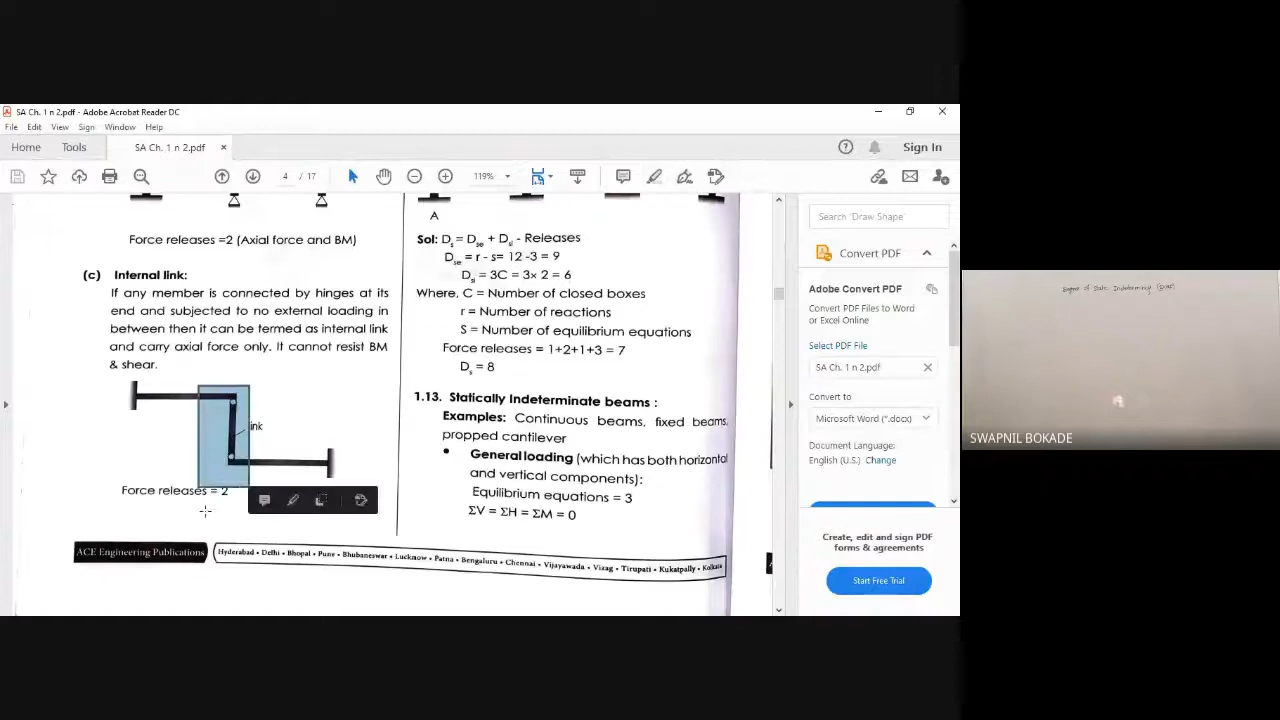 SA Ch. 1 n 2.pdf - Adobe Acrobat Reader DC
File Edit View Sign Window Help
Home Tools SA Ch. 1 n 2.pdf × Sign In
4 / 17 119%
Force releases =2 (Axial force and BM)
(c) Internal link:
If any member is connected by hinges at its
end and subjected to no external loading in
between then it can be termed as internal link
and carry axial force only. It cannot resist BM
& shear.
ink
Force releases = 2
A
Sol: Ds = Dse + Dsi - Releases
Dse = r - s= 12 -3 = 9
Dsi = 3C = 3× 2 = 6
Where, C = Number of closed boxes
r = Number of reactions
S = Number of equilibrium equations
Force releases = 1+2+1+3 = 7
Ds = 8
1.13. Statically Indeterminate beams :
Examples: Continuous beams, fixed beams,
propped cantilever
• General loading (which has both horizontal
and vertical components):
Equilibrium equations = 3
ΣV = ΣH = ΣM = 0
ACE Engineering Publications
Hyderabad • Delhi • Bhopal • Pune • Bhubaneswar • Lucknow • Patna • Bengaluru • Chennai • Vijayawada • Vizag • Tirupati • Kukatpally • Kolkata
Search 'Draw Shape'
Convert PDF
Adobe Convert PDF
Convert PDF Files to Word
or Excel Online
Select PDF File
SA Ch. 1 n 2.pdf
Convert to
Microsoft Word (*.docx)
Document Language:
English (U.S.) Change
Create, edit and sign PDF
forms & agreements
Start Free Trial
Degree of Static Indeterminacy
SWAPNIL BOKADE